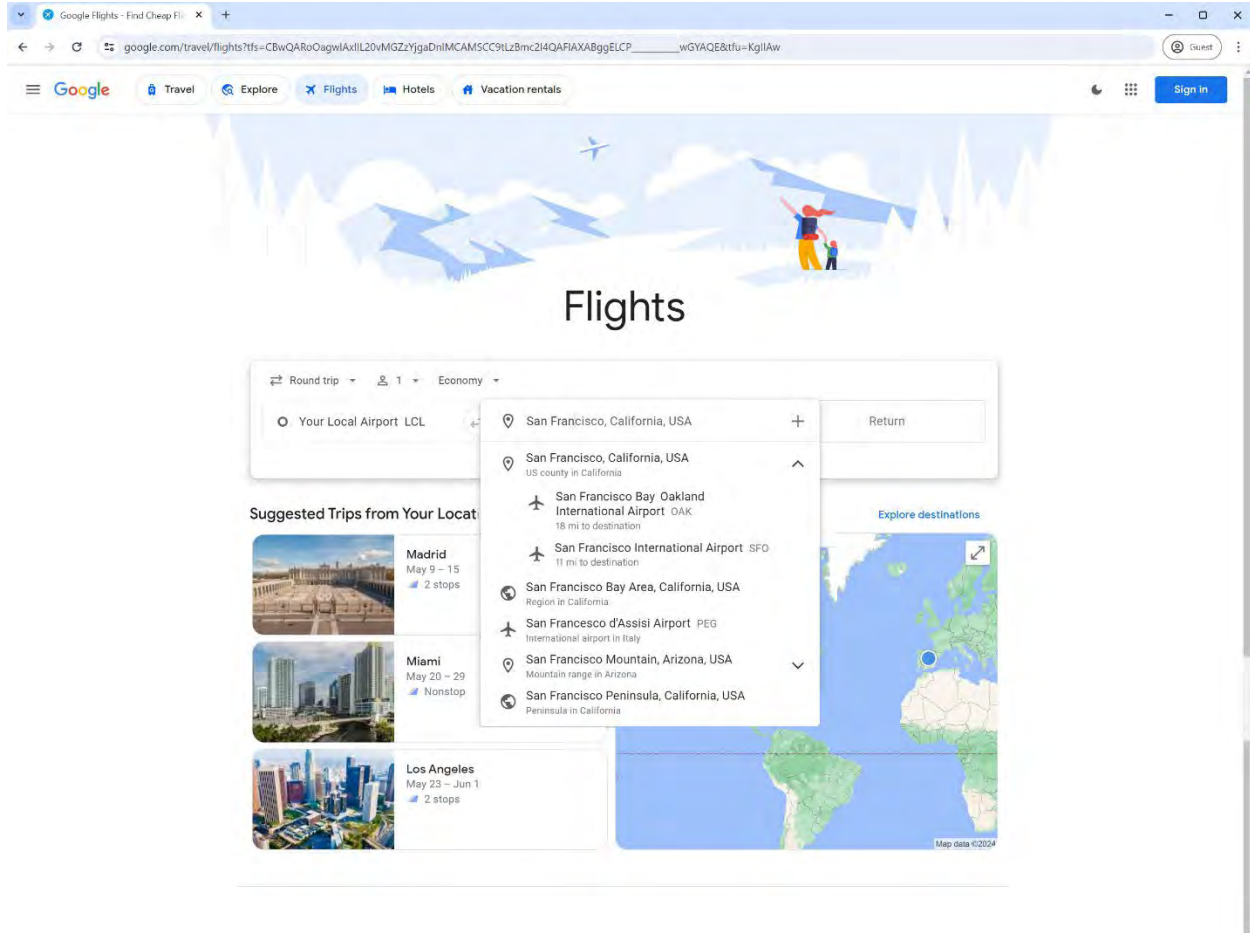 Google Flights - Find Cheap Fli
google.com/travel/flights?tfs=CBwQARoOagwIAxIIL20vMGZzYjgaDnIMCAMSCC9tLzBmc2I4QAFIAXABggELCP___________wGYAQE&tfu=KgIIAw
Guest
Google
Travel
Explore
Flights
Hotels
Vacation rentals
Sign in
Flights
Round trip
1
Economy
Your Local Airport LCL
San Francisco, California, USA
Return
San Francisco, California, USA
US county in California
San Francisco Bay Oakland
International Airport OAK
18 mi to destination
San Francisco International Airport SFO
11 mi to destination
San Francisco Bay Area, California, USA
Region in California
San Francesco d'Assisi Airport PEG
International airport in Italy
San Francisco Mountain, Arizona, USA
Mountain range in Arizona
San Francisco Peninsula, California, USA
Peninsula in California
Suggested Trips from Your Locat
Explore destinations
Madrid
May 9 – 15
2 stops
Miami
May 20 – 29
Nonstop
Los Angeles
May 23 – Jun 1
2 stops
Map data ©2024